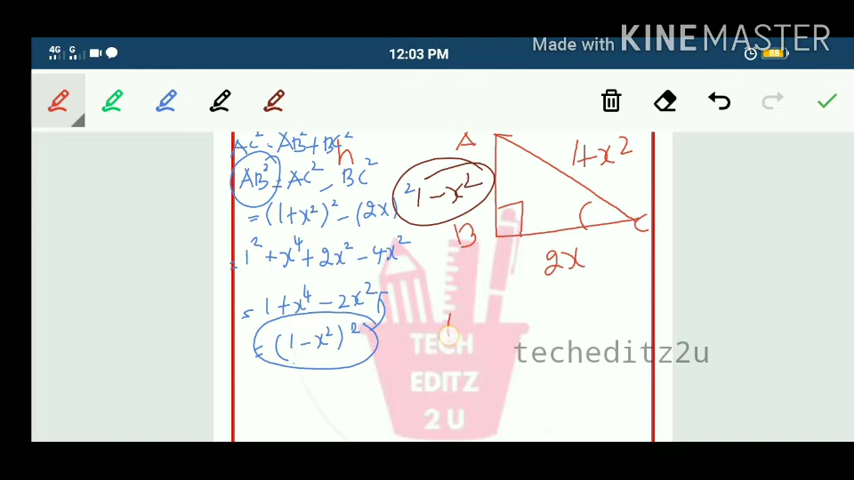 4G G 12:03 PM 88
Made with KINEMASTER
AC² = AB² + BC²
h
AB² = AC² - BC²
= (1+x²)² - (2x)²
= 1² + x⁴ + 2x² - 4x²
= 1 + x⁴ - 2x²
= (1 - x²)²
A
1+x²
1-x²
B
C
2x
TECH
EDITZ
2 U
techeditz2u